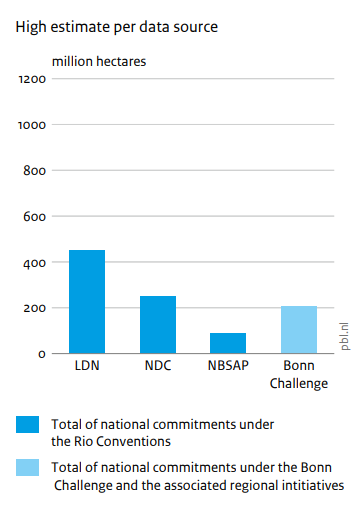 High estimate per data source
million hectares
1200
1000
800
600
400
200
0
LDN NDC NBSAP Bonn
Challenge
pbl.nl
Total of national commitments under
the Rio Conventions
Total of national commitments under the Bonn
Challenge and the associated regional intitiatives